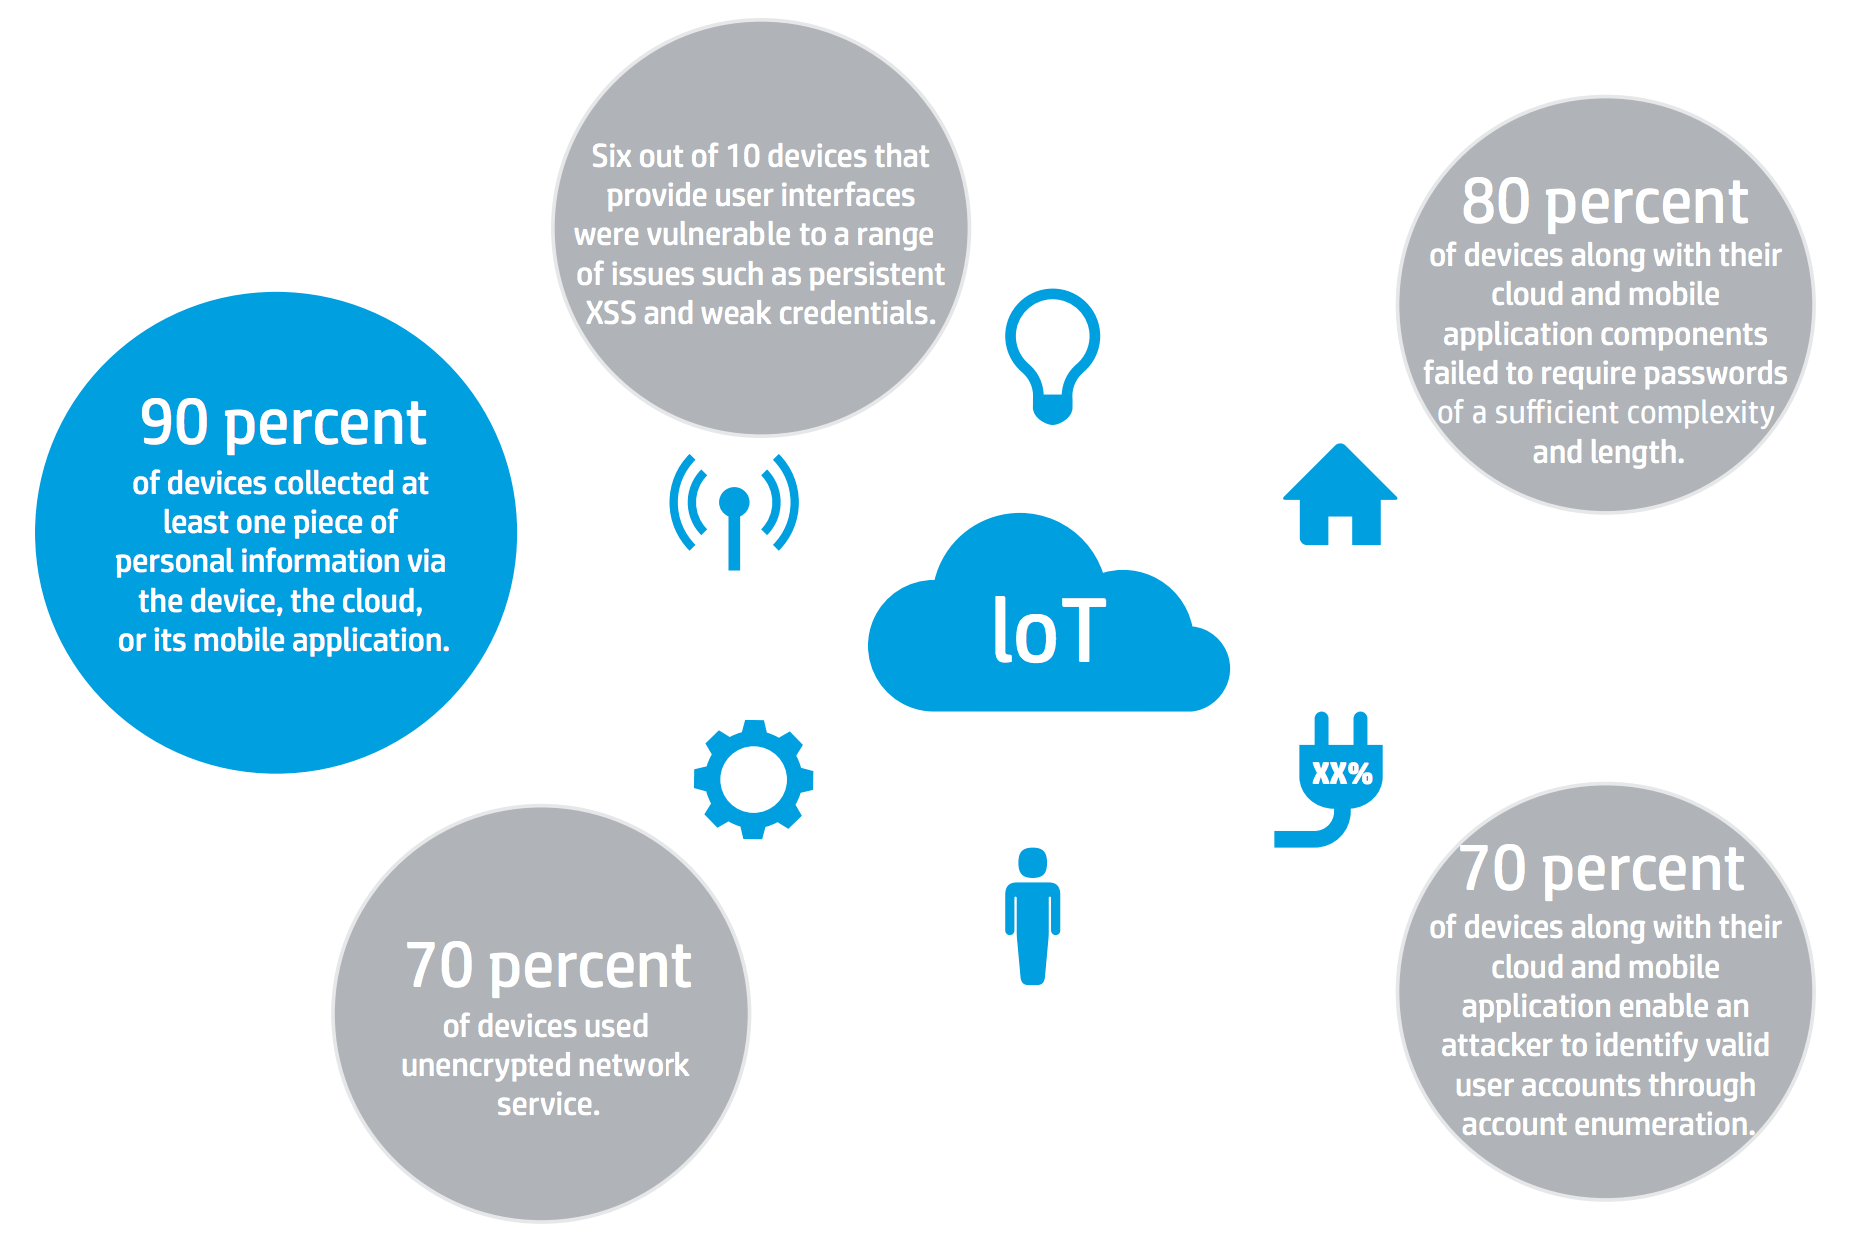 Six out of 10 devices that
provide user interfaces
were vulnerable to a range
of issues such as persistent
XSS and weak credentials.
80 percent
of devices along with their
cloud and mobile
application components
failed to require passwords
of a sufficient complexity
and length.
90 percent
of devices collected at
least one piece of
personal information via
the device, the cloud,
or its mobile application.
IoT
XX%
70 percent
of devices used
unencrypted network
service.
70 percent
of devices along with their
cloud and mobile
application enable an
attacker to identify valid
user accounts through
account enumeration.